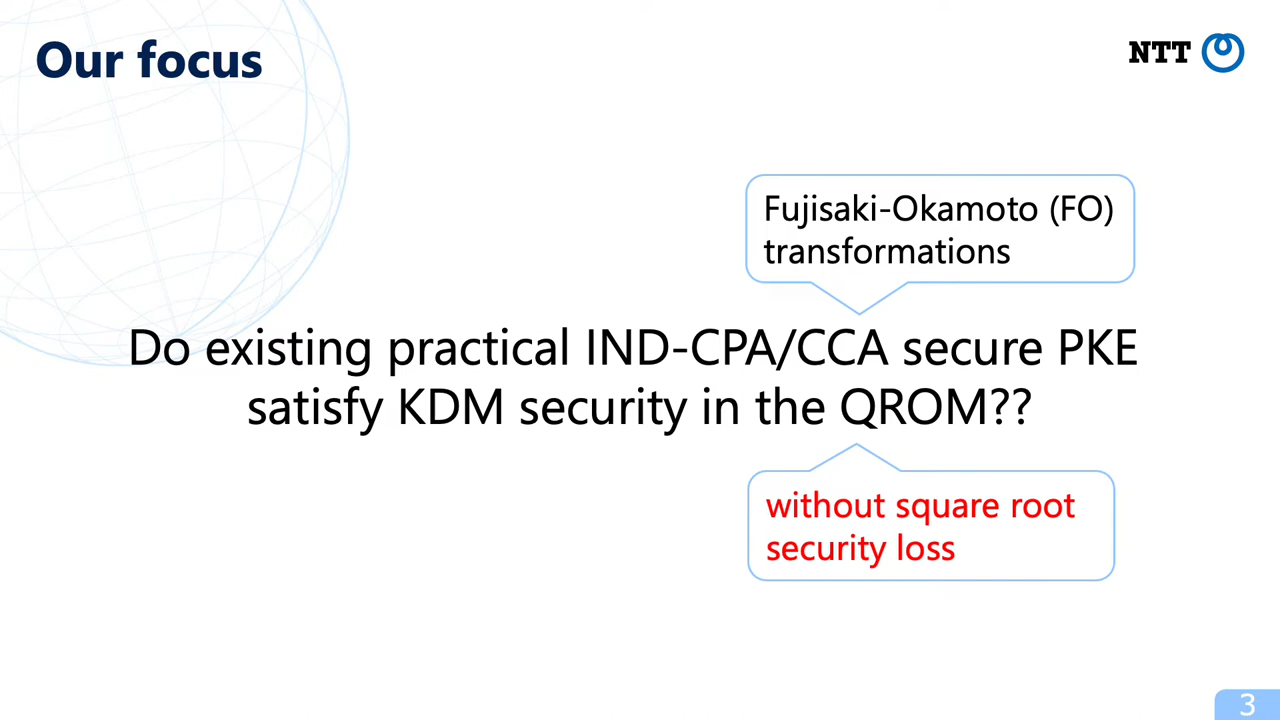 Our focus
NTT
Fujisaki-Okamoto (FO)
transformations
Do existing practical IND-CPA/CCA secure PKE
satisfy KDM security in the QROM??
without square root
security loss
3